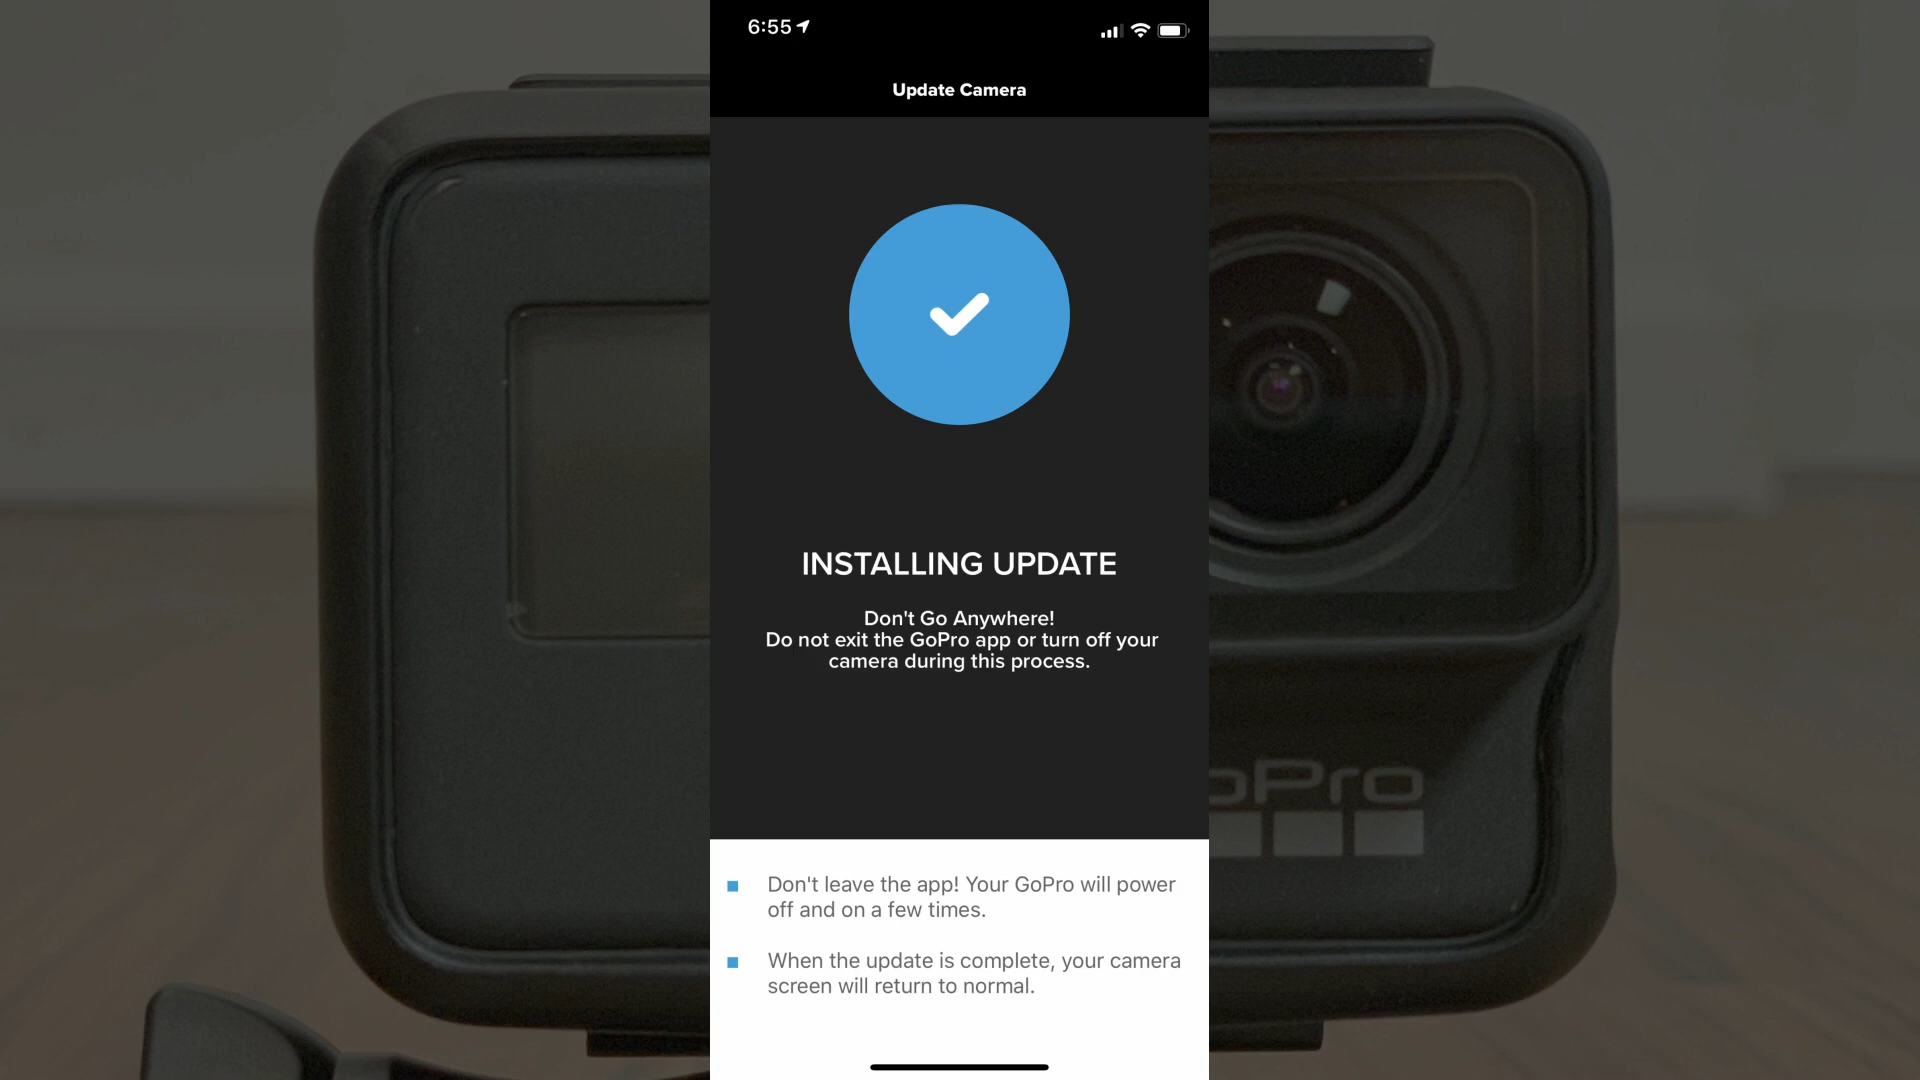 6:55
Update Camera
INSTALLING UPDATE
Don't Go Anywhere!
Do not exit the GoPro app or turn off your
camera during this process.
oPro
Don't leave the app! Your GoPro will power
off and on a few times.
When the update is complete, your camera
screen will return to normal.